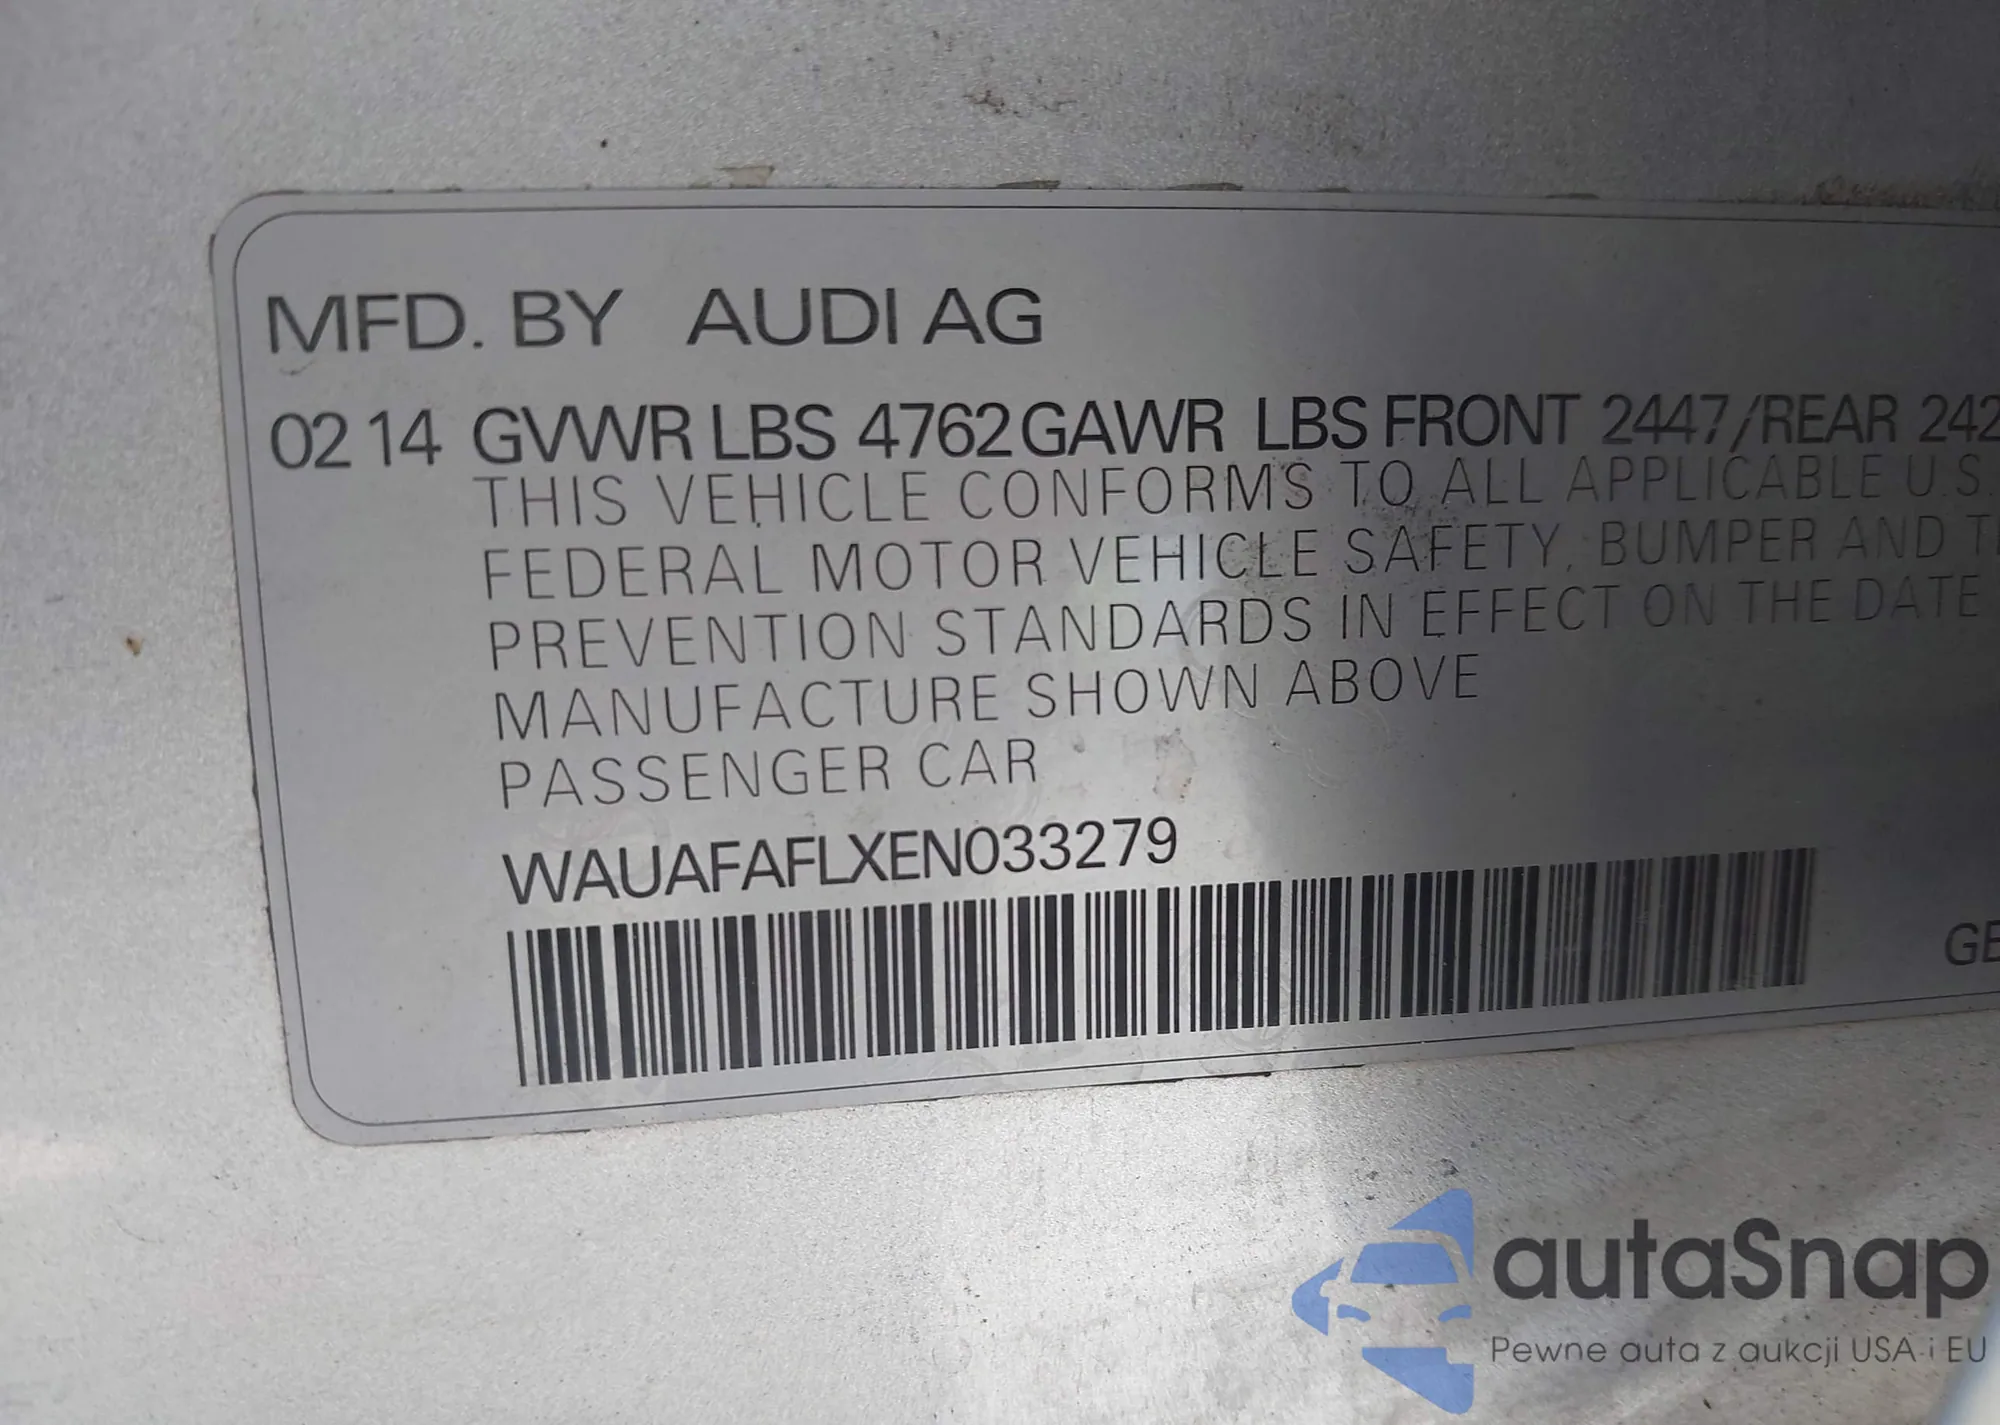 MFD. BY AUDI AG
02 14 GVWR LBS 4762 GAWR LBS FRONT 2447/REAR 242
THIS VEHICLE CONFORMS TO ALL APPLICABLE U.S.
FEDERAL MOTOR VEHICLE SAFETY, BUMPER AND T
PREVENTION STANDARDS IN EFFECT ON THE DATE
MANUFACTURE SHOWN ABOVE
PASSENGER CAR
WAUAFAFLXEN033279
GE
autaSnap
Pewne auta z aukcji USA i EU